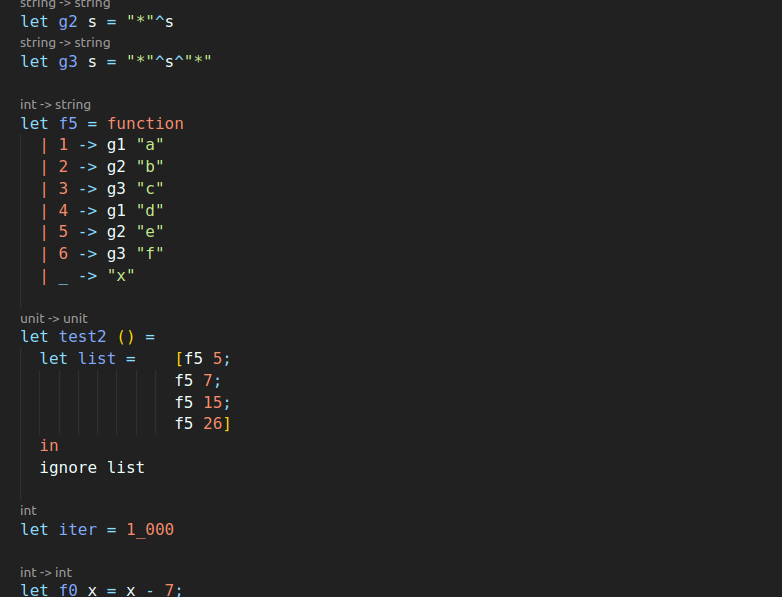 string -> string
let g2 s = "*"^s
string -> string
let g3 s = "*"^s^"*"
int -> string
let f5 = function
| 1 -> g1 "a"
| 2 -> g2 "b"
| 3 -> g3 "c"
| 4 -> g1 "d"
| 5 -> g2 "e"
| 6 -> g3 "f"
| _ -> "x"
unit -> unit
let test2 () =
let list =    [f5 5;
f5 7;
f5 15;
f5 26]
in
ignore list
int
let iter = 1_000
int -> int
let f0 x = x - 7;